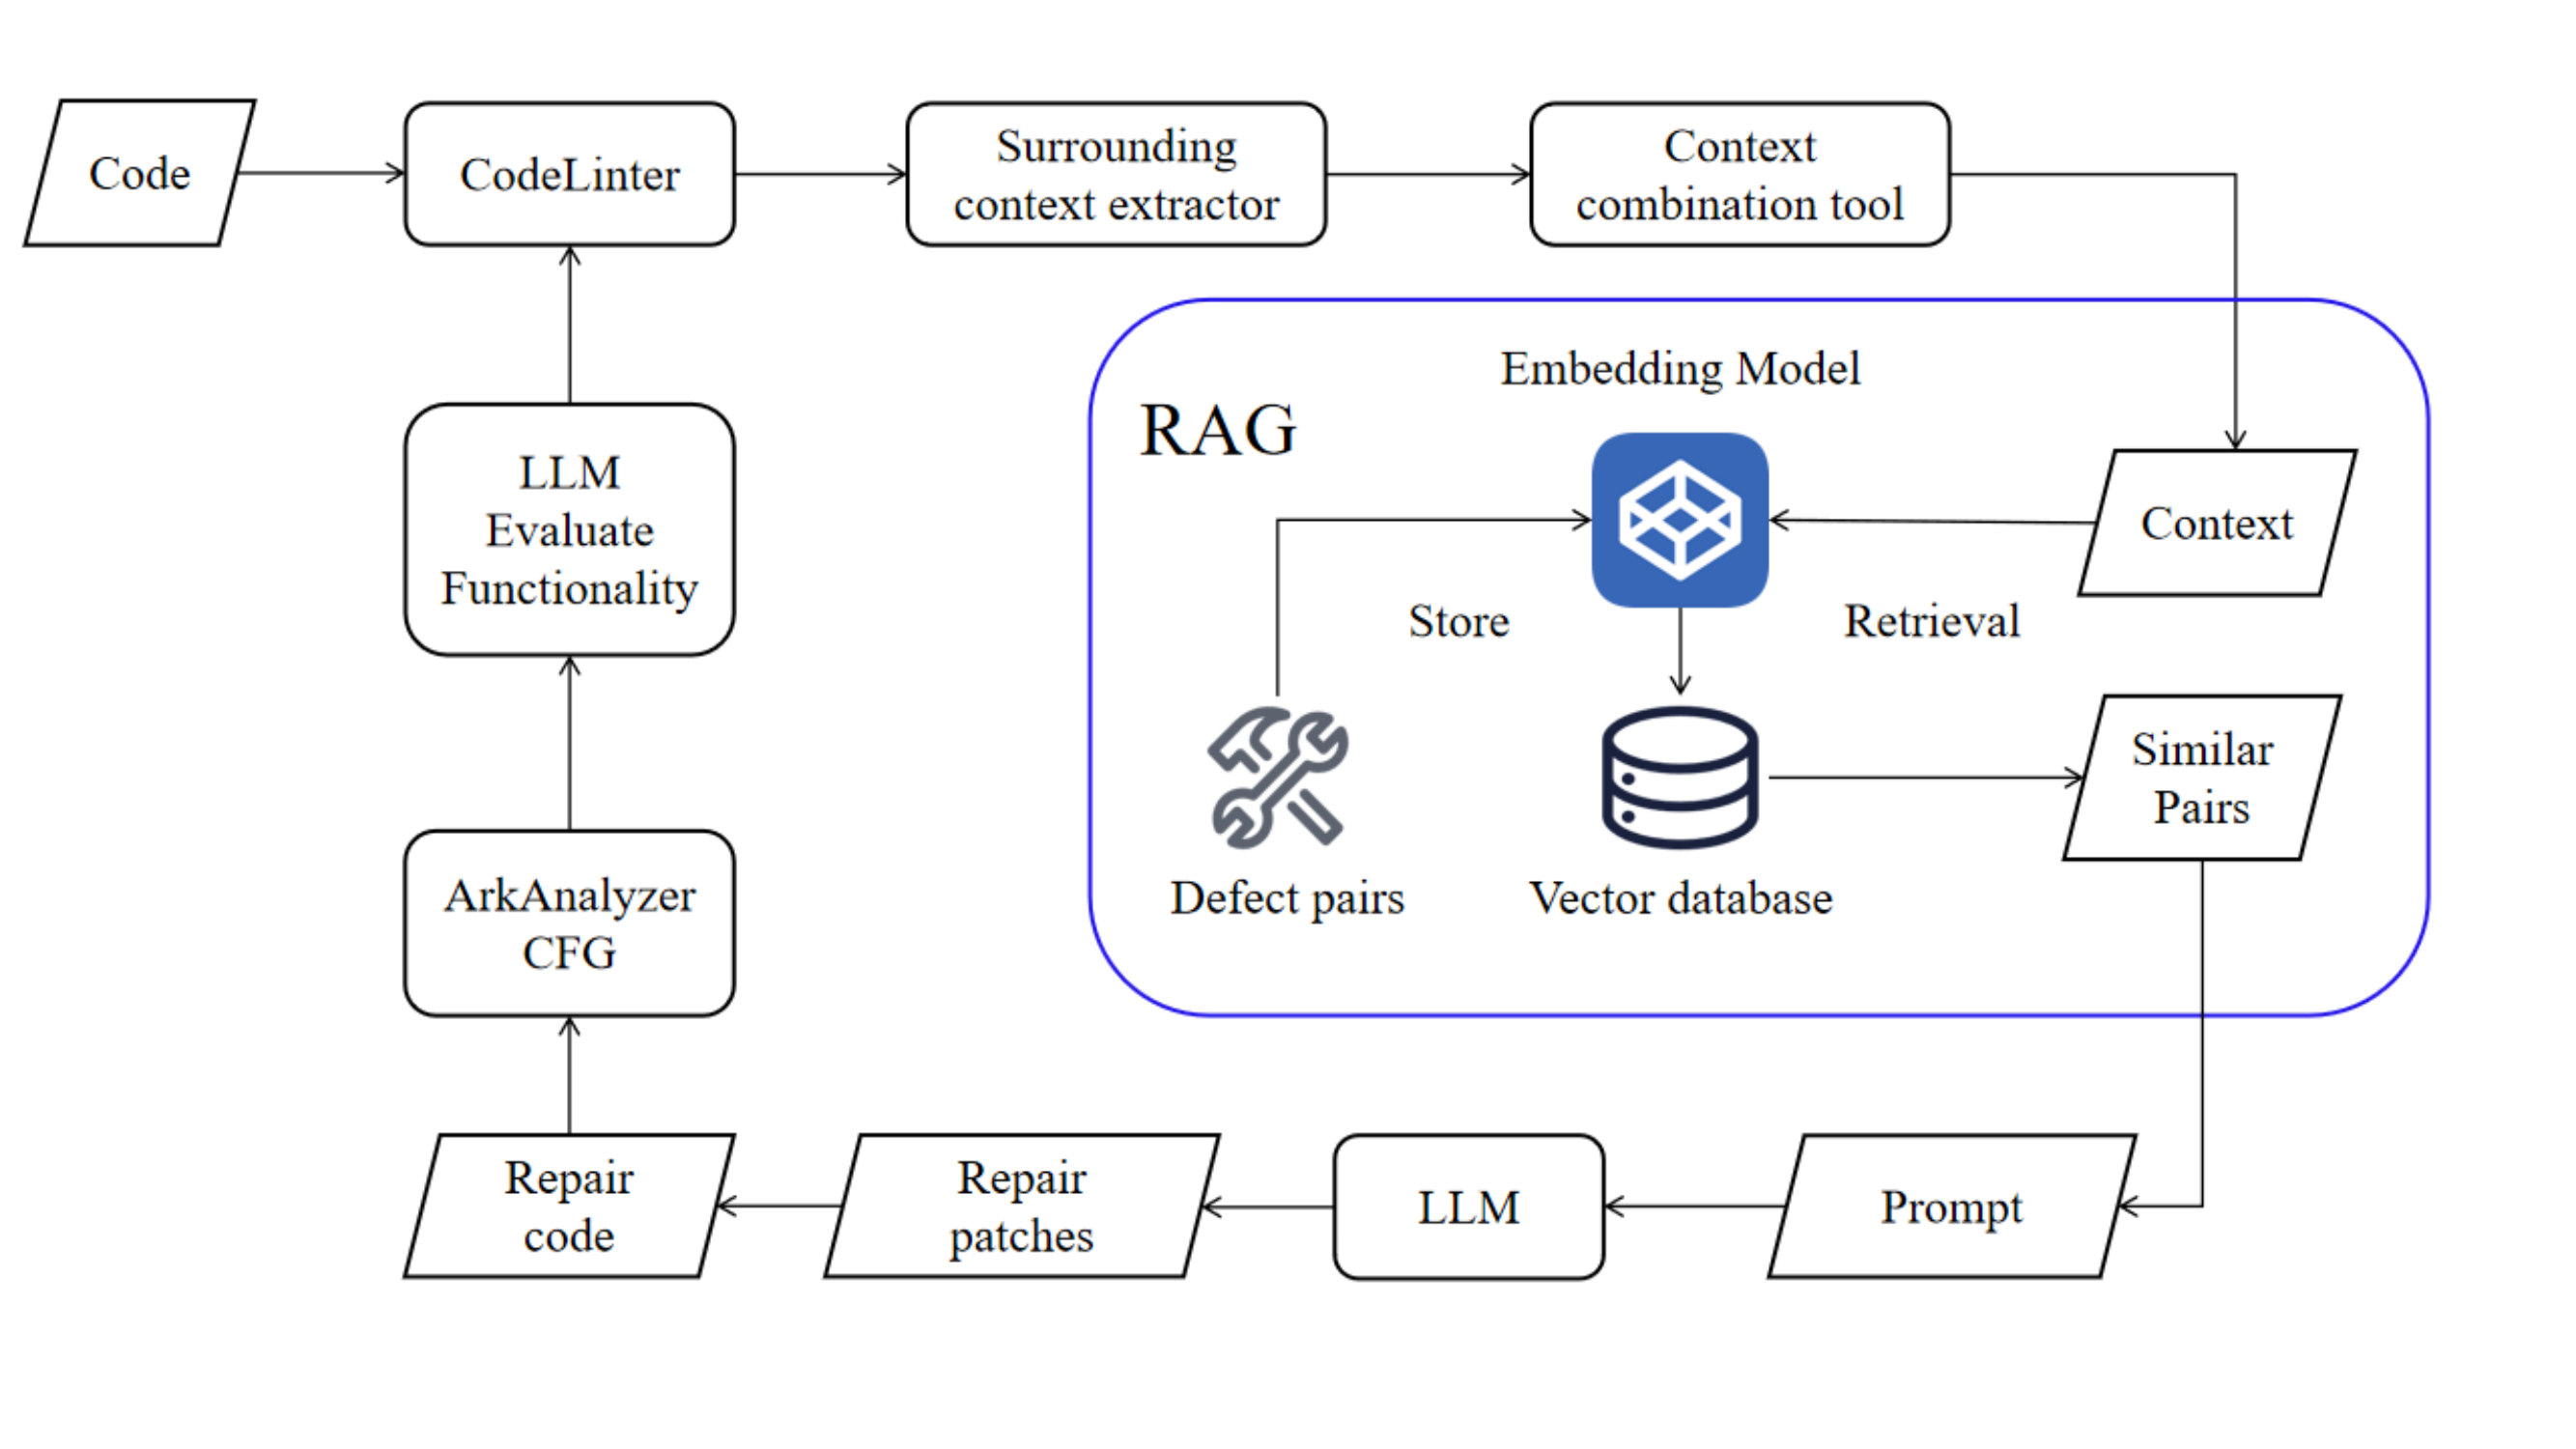 Code
CodeLinter
Surrounding
context extractor
Context
combination tool
Embedding Model
RAG
LLM
Evaluate
Functionality
Context
Store
Retrieval
Similar
Pairs
Defect pairs
Vector database
ArkAnalyzer
CFG
Repair
code
Repair
patches
LLM
Prompt